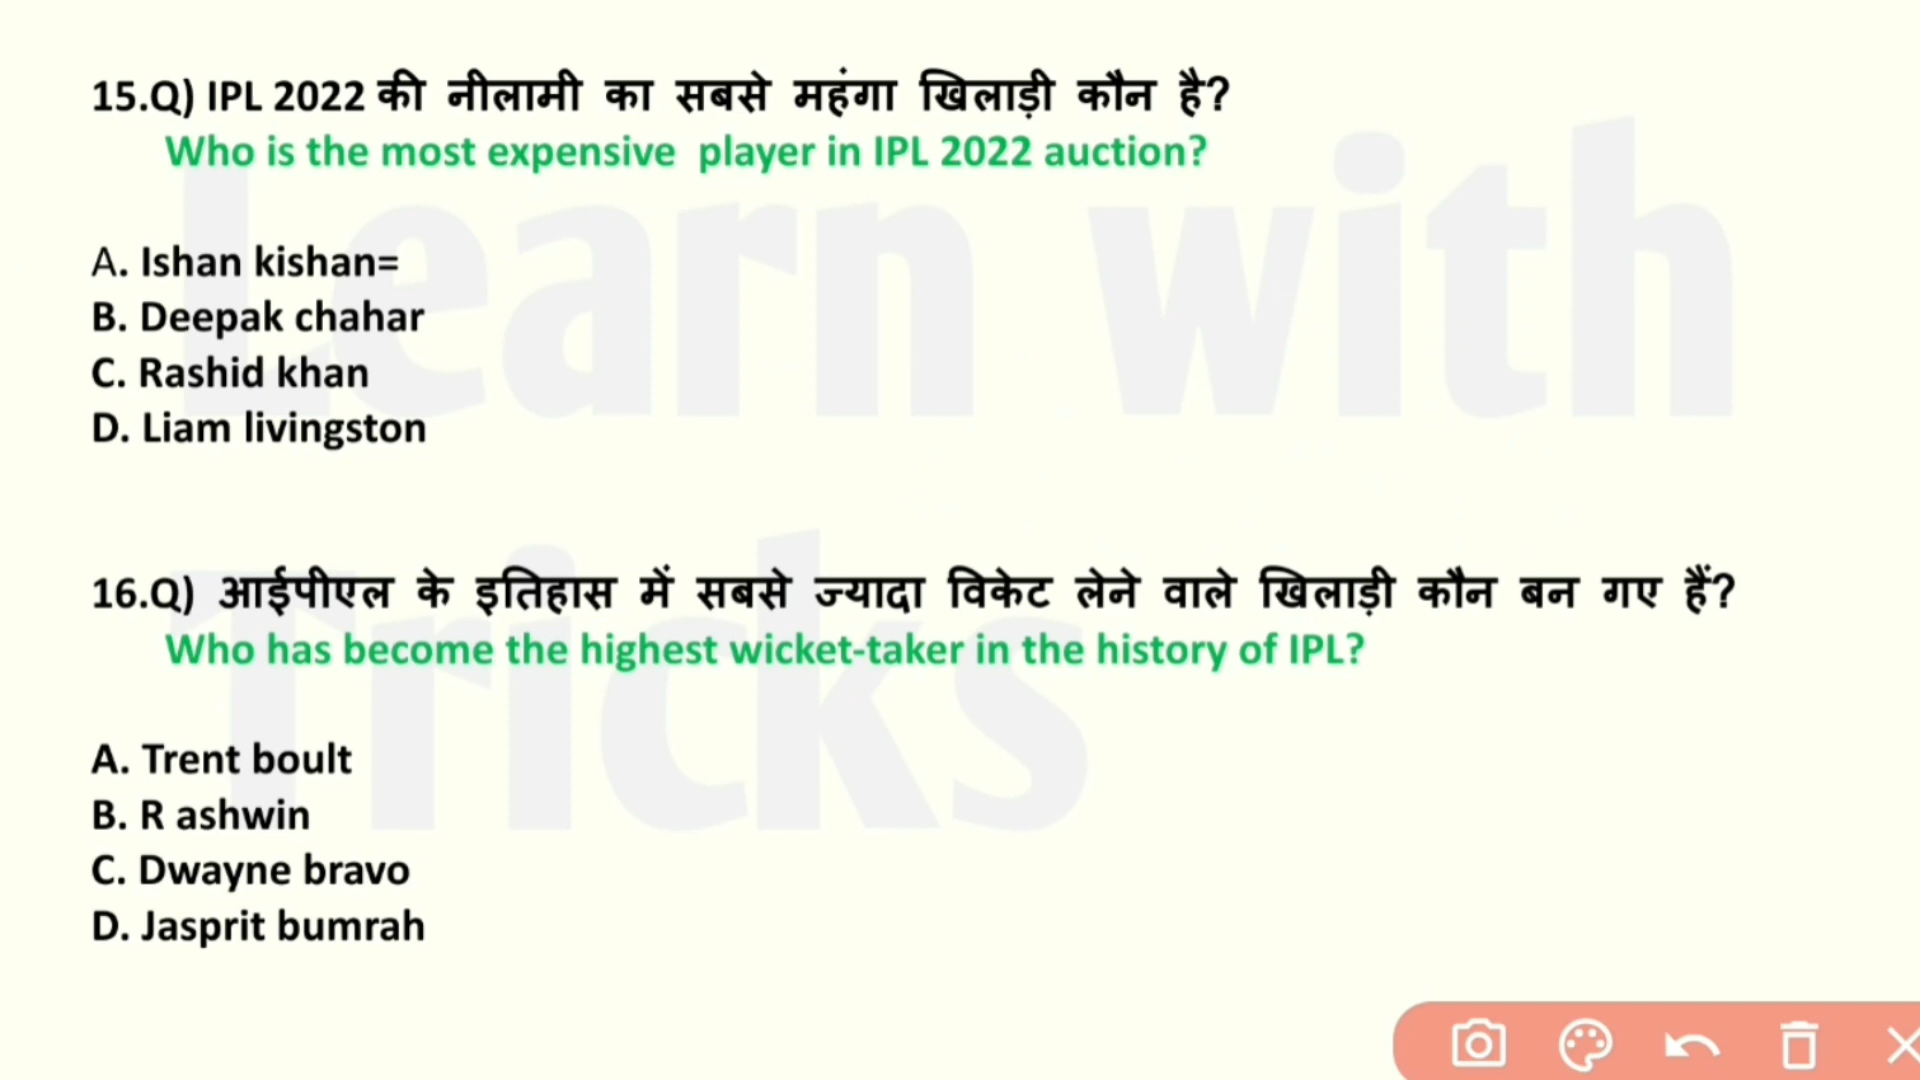 15.Q) IPL 2022 की नीलामी का सबसे महंगा खिलाड़ी कौन है?
Who is the most expensive player in IPL 2022 auction?
A. Ishan kishan=
B. Deepak chahar
C. Rashid khan
D. Liam livingston
16.Q) आईपीएल के इतिहास में सबसे ज्यादा विकेट लेने वाले खिलाड़ी कौन बन गए हैं?
Who has become the highest wicket-taker in the history of IPL?
A. Trent boult
B. R ashwin
C. Dwayne bravo
D. Jasprit bumrah
Learn with
Tricks